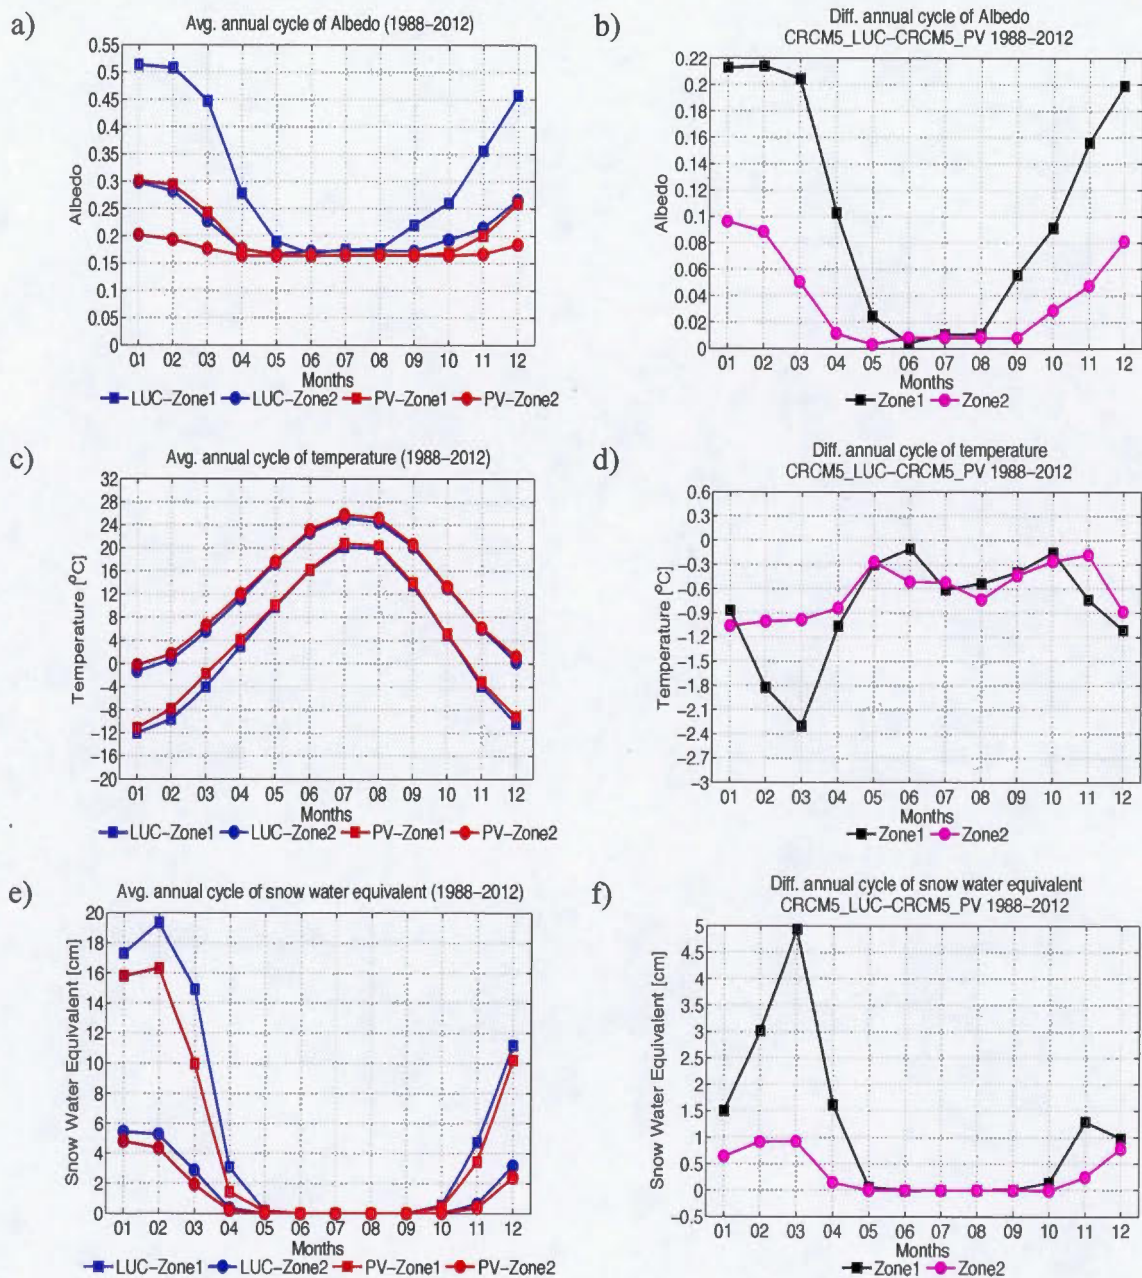 a)
Avg. annual cycle of Albedo (1988–2012)
0.55
0.5
0.45
0.4
0.35
0.3
0.25
0.2
0.15
0.1
0.05
0
Albedo
01 02 03 04 05 06 07 08 09 10 11 12
Months
LUC–Zone1 LUC–Zone2 PV–Zone1 PV–Zone2
b)
Diff. annual cycle of Albedo
CRCM5_LUC–CRCM5_PV 1988–2012
0.22
0.2
0.18
0.16
0.14
0.12
0.1
0.08
0.06
0.04
0.02
0
Albedo
01 02 03 04 05 06 07 08 09 10 11 12
Months
Zone1 Zone2
c)
Avg. annual cycle of temperature (1988–2012)
32
28
24
20
16
12
8
4
0
−4
−8
−12
−16
−20
Temperature [°C]
01 02 03 04 05 06 07 08 09 10 11 12
Months
LUC–Zone1 LUC–Zone2 PV–Zone1 PV–Zone2
d)
Diff. annual cycle of temperature
CRCM5_LUC–CRCM5_PV 1988–2012
0.6
0.3
0
−0.3
−0.6
−0.9
−1.2
−1.5
−1.8
−2.1
−2.4
−2.7
−3
Temperature [°C]
01 02 03 04 05 06 07 08 09 10 11 12
Months
Zone1 Zone2
e)
Avg. annual cycle of snow water equivalent (1988–2012)
20
18
16
14
12
10
8
6
4
2
0
Snow Water Equivalent [cm]
01 02 03 04 05 06 07 08 09 10 11 12
Months
LUC–Zone1 LUC–Zone2 PV–Zone1 PV–Zone2
f)
Diff. annual cycle of snow water equivalent
CRCM5_LUC–CRCM5_PV 1988–2012
5
4.5
4
3.5
3
2.5
2
1.5
1
0.5
0
−0.5
Snow Water Equivalent [cm]
01 02 03 04 05 06 07 08 09 10 11 12
Months
Zone1 Zone2